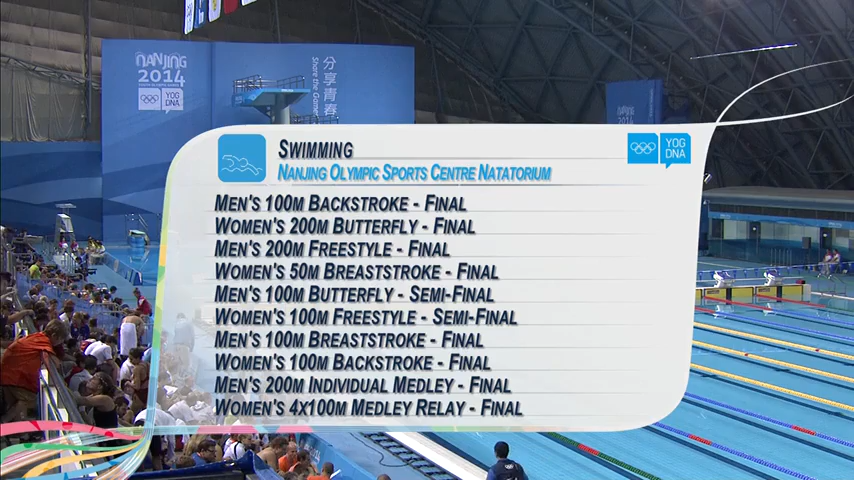 NANJING
2014
YOG
DNA
分享青春
Share the Games
SWIMMING
NANJING OLYMPIC SPORTS CENTRE NATATORIUM
YOG
DNA
MEN'S 100M BACKSTROKE - FINAL
WOMEN'S 200M BUTTERFLY - FINAL
MEN'S 200M FREESTYLE - FINAL
WOMEN'S 50M BREASTSTROKE - FINAL
MEN'S 100M BUTTERFLY - SEMI-FINAL
WOMEN'S 100M FREESTYLE - SEMI-FINAL
MEN'S 100M BREASTSTROKE - FINAL
WOMEN'S 100M BACKSTROKE - FINAL
MEN'S 200M INDIVIDUAL MEDLEY - FINAL
WOMEN'S 4X100M MEDLEY RELAY - FINAL